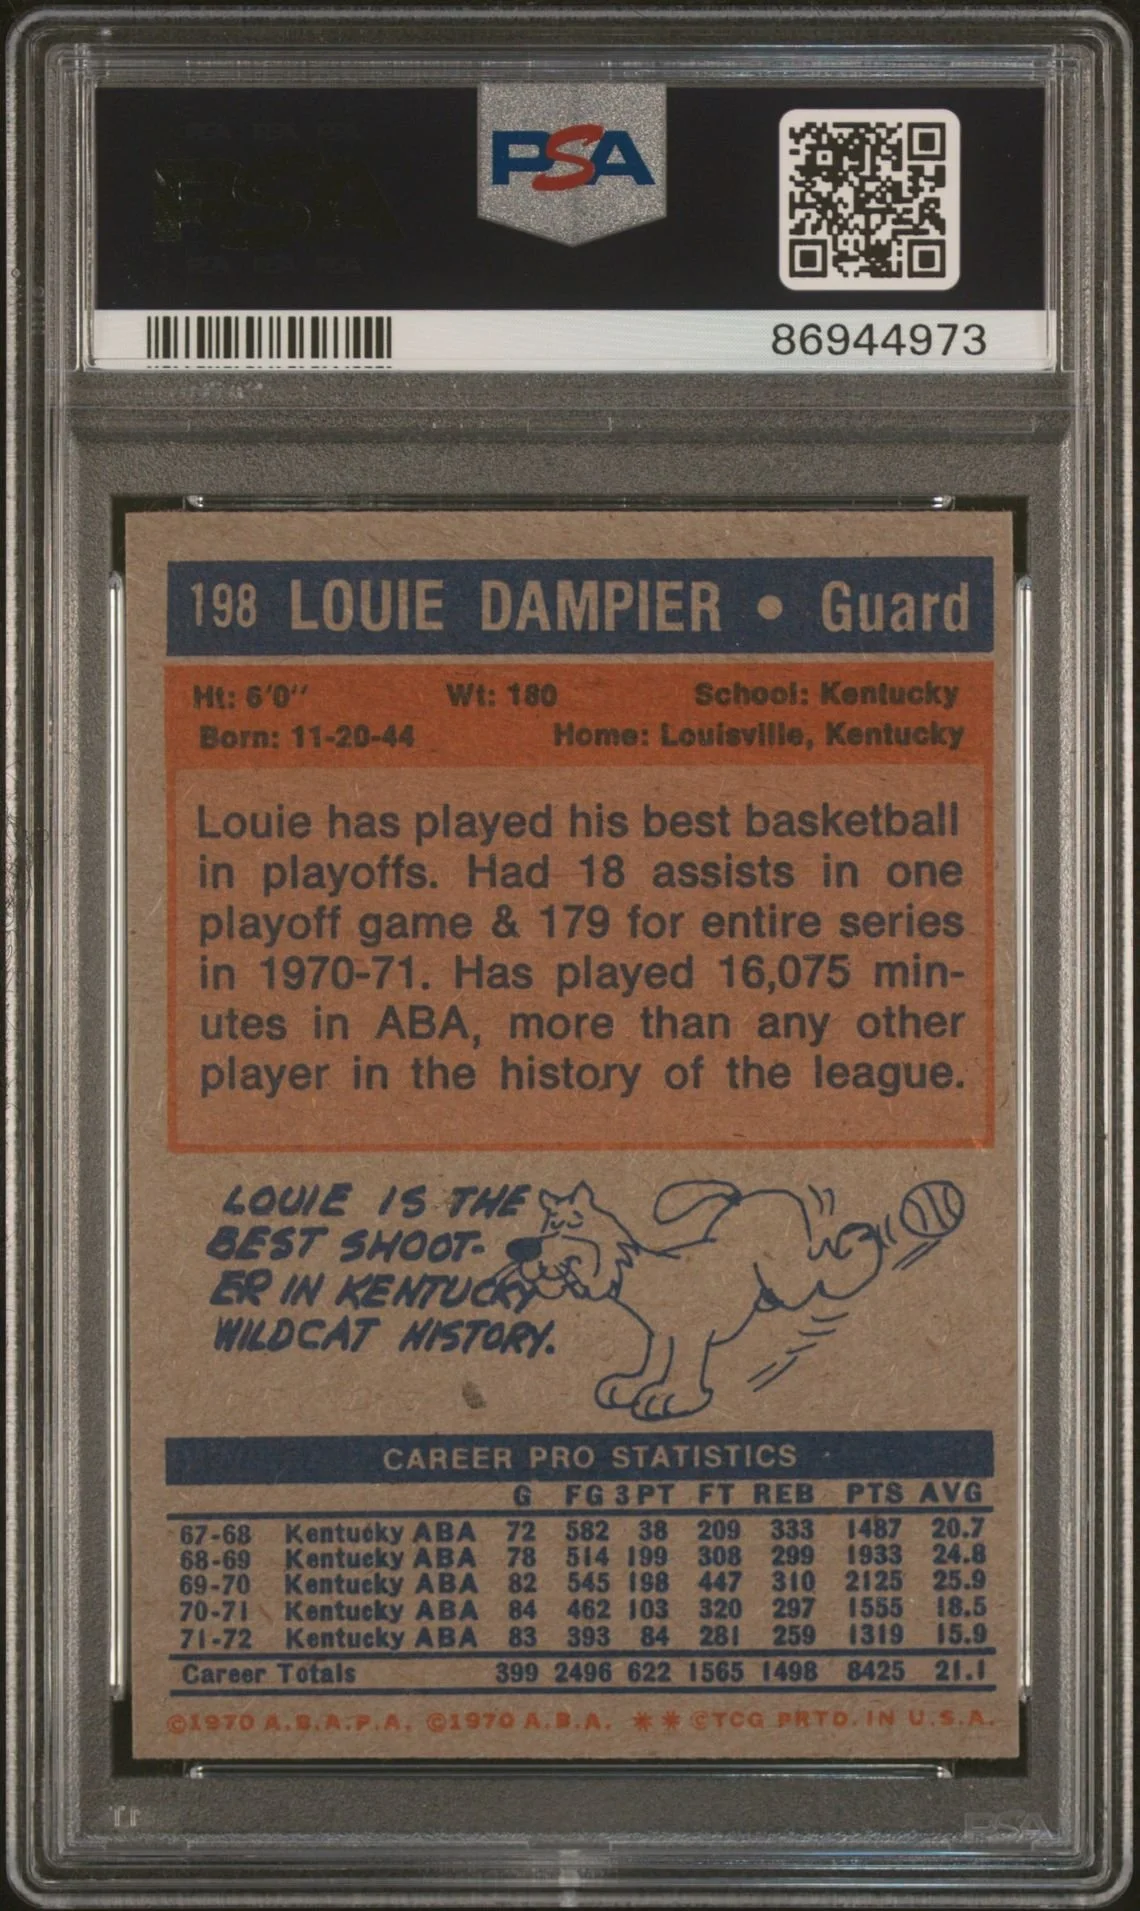 PSA
86944973
198 LOUIE DAMPIER • Guard
Ht: 6'0'' Wt: 180 School: Kentucky
Born: 11-20-44 Home: Louisville, Kentucky
Louie has played his best basketball
in playoffs. Had 18 assists in one
playoff game & 179 for entire series
in 1970-71. Has played 16,075 min-
utes in ABA, more than any other
player in the history of the league.
LOUIE IS THE
BEST SHOOT-
ER IN KENTUCKY
WILDCAT HISTORY.
CAREER PRO STATISTICS
G FG 3PT FT REB PTS AVG
67-68 Kentucky ABA 72 582 38 209 333 1487 20.7
68-69 Kentucky ABA 78 514 199 308 299 1933 24.8
69-70 Kentucky ABA 82 545 198 447 310 2125 25.9
70-71 Kentucky ABA 84 462 103 320 297 1555 18.5
71-72 Kentucky ABA 83 393 84 281 259 1319 15.9
Career Totals 399 2496 622 1565 1498 8425 21.1
©1970 A.B.A.P.A. ©1970 A.B.A. ** ©TCG PRTD. IN U.S.A.
PSA